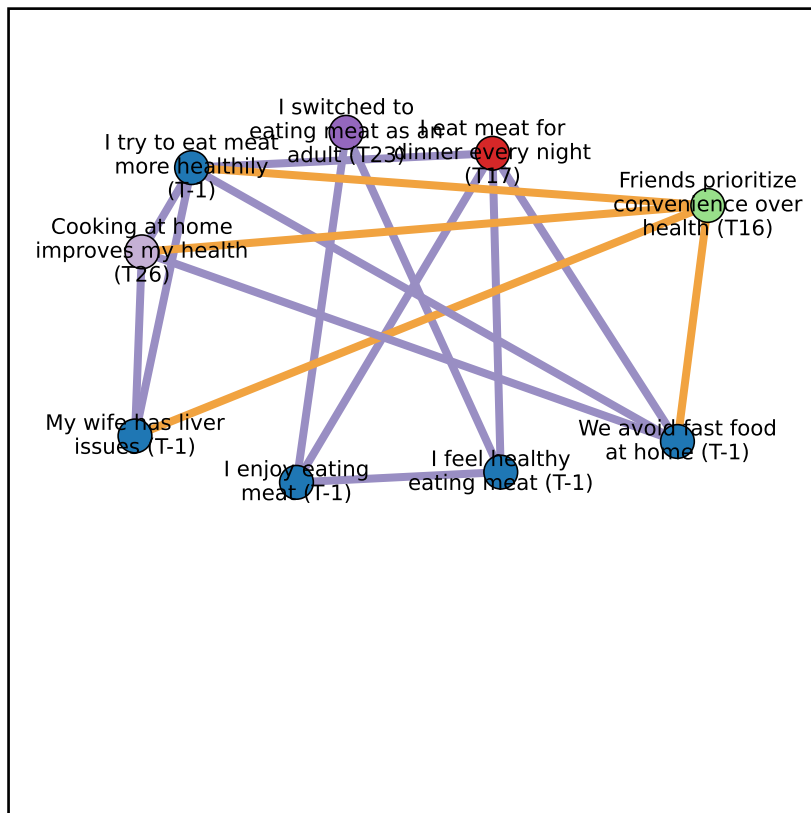 I switched to
eating meat as an
adult (T23)
I eat meat for
dinner every night
(T17)
I try to eat meat
more healthily
(T-1)
Friends prioritize
convenience over
health (T16)
Cooking at home
improves my health
(T26)
My wife has liver
issues (T-1)
I enjoy eating
meat (T-1)
I feel healthy
eating meat (T-1)
We avoid fast food
at home (T-1)